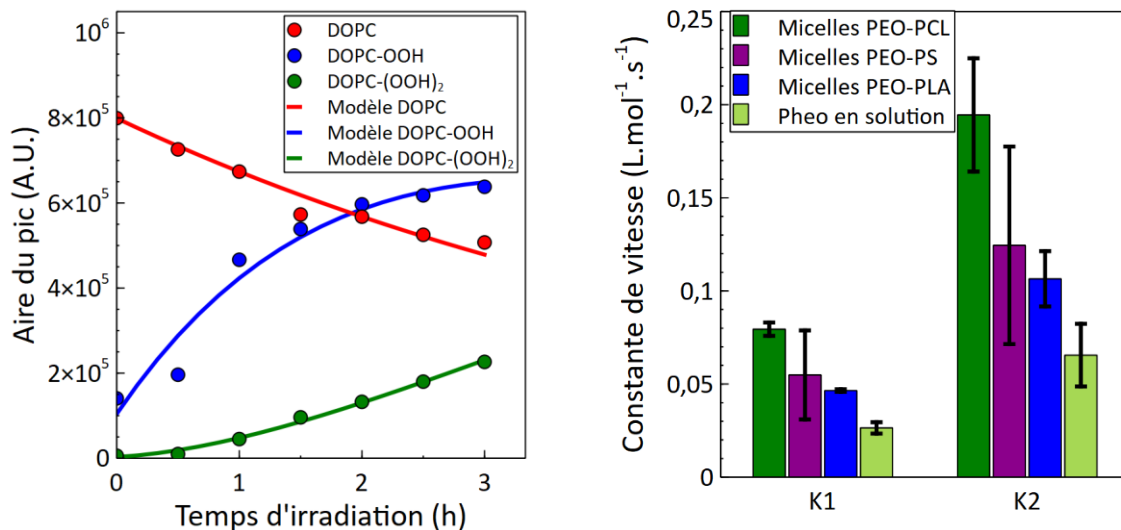 10⁶
8×10⁵
6×10⁵
4×10⁵
2×10⁵
0
Aire du pic (A.U.)
DOPC
DOPC-OOH
DOPC-(OOH)₂
Modèle DOPC
Modèle DOPC-OOH
Modèle DOPC-(OOH)₂
0 1 2 3
Temps d'irradiation (h)
0,25
0,2
0,15
0,1
0,05
0
Constante de vitesse (L.mol⁻¹.s⁻¹)
Micelles PEO-PCL
Micelles PEO-PS
Micelles PEO-PLA
Pheo en solution
K1 K2